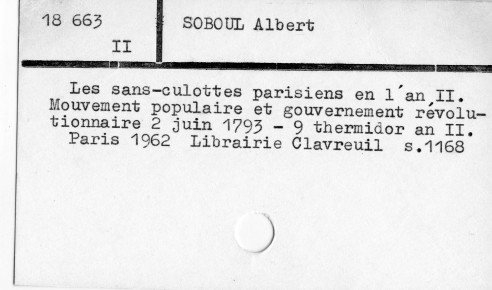 18 663
II
SOBOUL Albert
Les sans-culottes parisiens en l'an II.
Mouvement populaire et gouvernement révolu-
tionnaire 2 juin 1793 - 9 thermidor an II.
Paris 1962 Librairie Clavreuil s.1168